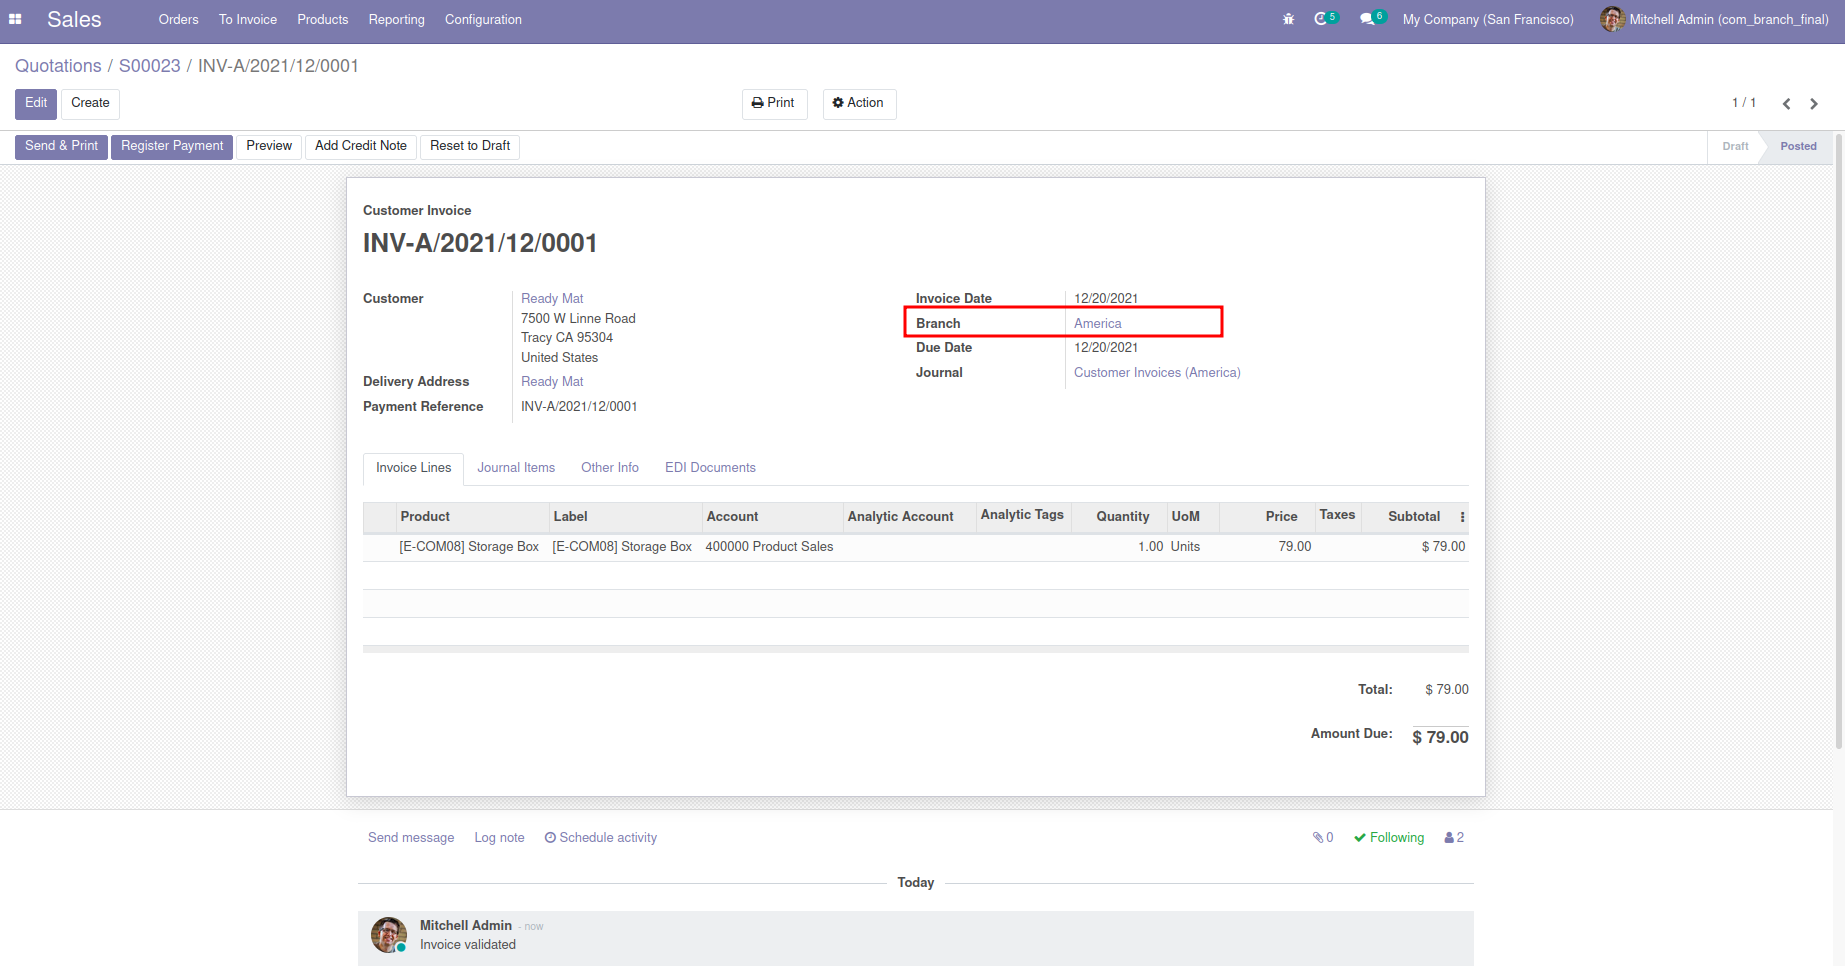 Sales Orders To Invoice Products Reporting Configuration 5 6 My Company (San Francisco) Mitchell Admin (com_branch_final)
Quotations / S00023 / INV-A/2021/12/0001
Edit Create Print Action 1 / 1
Send & Print Register Payment Preview Add Credit Note Reset to Draft Draft Posted
Customer Invoice
INV-A/2021/12/0001
Customer Ready Mat
7500 W Linne Road
Tracy CA 95304
United States
Delivery Address Ready Mat
Payment Reference INV-A/2021/12/0001
Invoice Date 12/20/2021
Branch America
Due Date 12/20/2021
Journal Customer Invoices (America)
Invoice Lines Journal Items Other Info EDI Documents
Product Label Account Analytic Account Analytic Tags Quantity UoM Price Taxes Subtotal
[E-COM08] Storage Box [E-COM08] Storage Box 400000 Product Sales 1.00 Units 79.00 $ 79.00
Total: $ 79.00
Amount Due: $ 79.00
Send message Log note Schedule activity 0 Following 2
Today
Mitchell Admin - now
Invoice validated